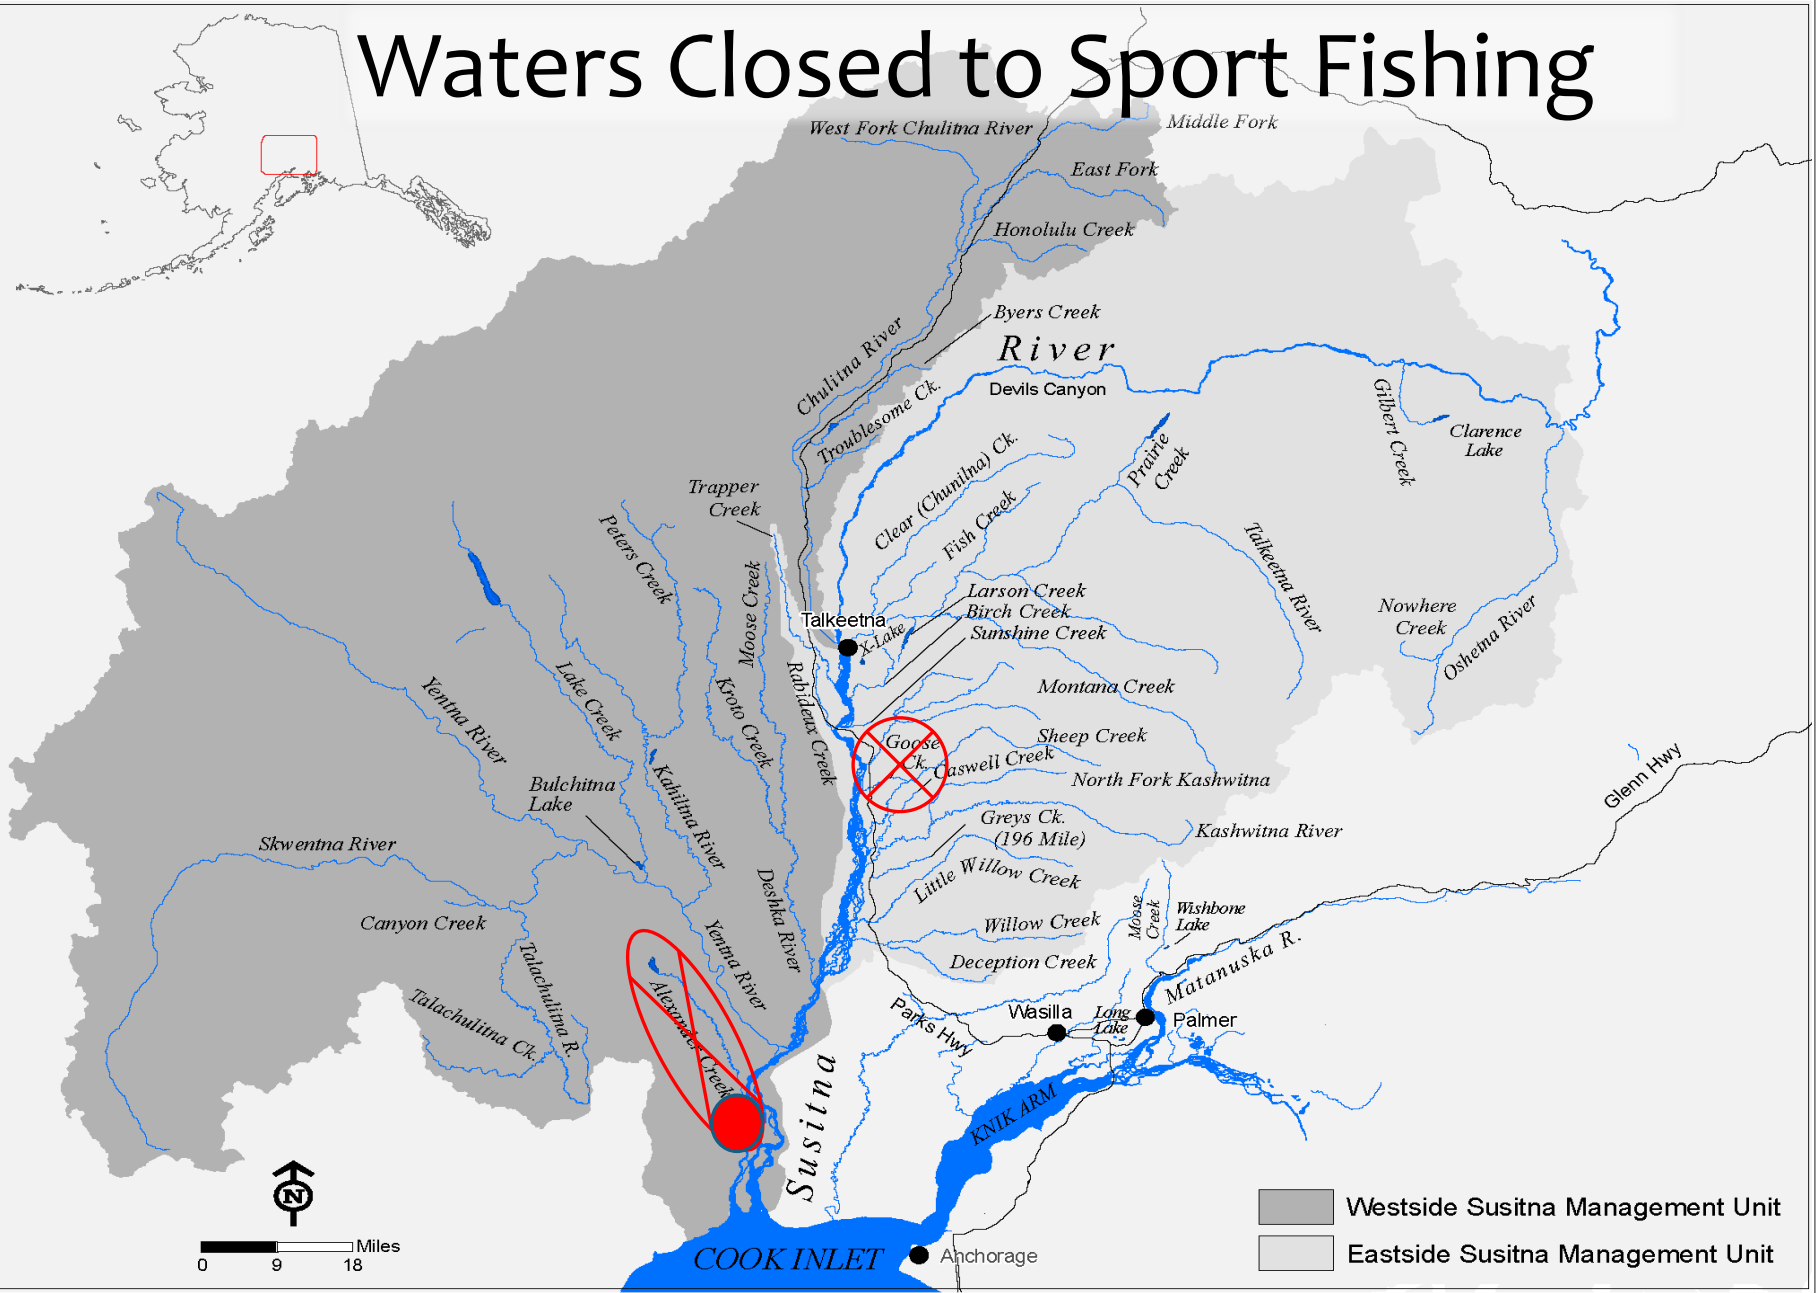 Waters Closed to Sport Fishing
West Fork Chulitna River
Middle Fork
East Fork
Honolulu Creek
Byers Creek
River
Devils Canyon
Chulitna River
Troublesome Ck.
Gilbert Creek
Clarence
Lake
Clear (Chunilna) Ck.
Prairie
Creek
Trapper
Creek
Peters Creek
Fish Creek
Talkeetna River
Moose Creek
Larson Creek
Birch Creek
Sunshine Creek
Talkeetna
X-Lake
Nowhere
Creek
Oshetna River
Yentna River
Lake Creek
Kroto Creek
Rabideux Creek
Montana Creek
Goose
Ck.
Sheep Creek
Caswell Creek
North Fork Kashwitna
Glenn Hwy
Bulchitna
Lake
Kahiltna River
Greys Ck.
(196 Mile)
Kashwitna River
Skwentna River
Little Willow Creek
Deshka River
Canyon Creek
Willow Creek
Moose
Creek
Wishbone
Lake
Talachulitna R.
Yentna River
Deception Creek
Matanuska R.
Talachulitna Ck.
Alexander Creek
Parks Hwy
Wasilla
Long
Lake
Palmer
Susitna
KNIK ARM
N
Miles
0 9 18
COOK INLET
Anchorage
Westside Susitna Management Unit
Eastside Susitna Management Unit